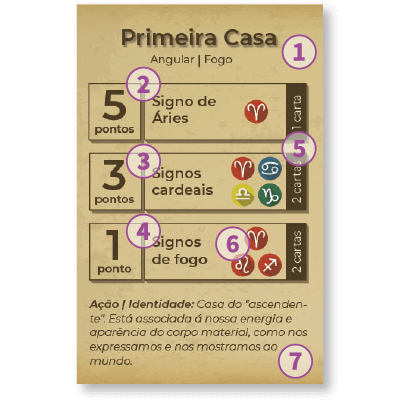 Primeira Casa
1
Angular | Fogo
2
5
pontos
Signo de
Áries
♈
1 carta
3
5
3
pontos
Signos
cardeais
♈ ♋
♎ ♑
2 cartas
4
6
1
ponto
Signos
de fogo
♈
♌ ♐
2 cartas
Ação | Identidade: Casa do "ascenden-
te". Está associada á nossa energia e
aparência do corpo material, como nos
expressamos e nos mostramos ao
mundo.
7